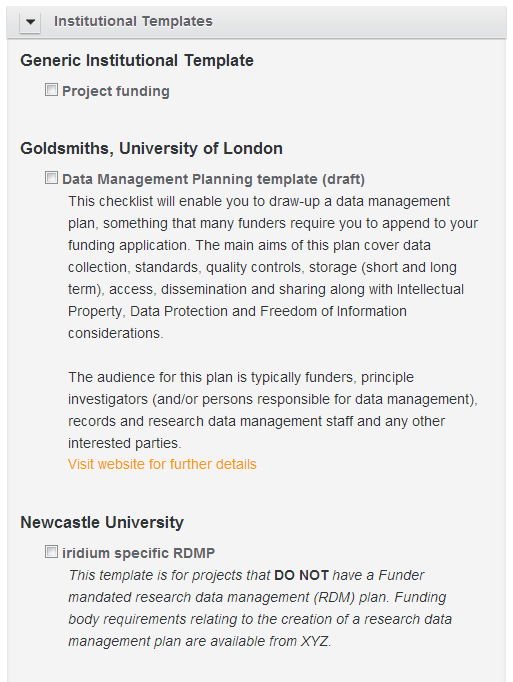 Institutional Templates
Generic Institutional Template
Project funding
Goldsmiths, University of London
Data Management Planning template (draft)
This checklist will enable you to draw-up a data management
plan, something that many funders require you to append to your
funding application. The main aims of this plan cover data
collection, standards, quality controls, storage (short and long
term), access, dissemination and sharing along with Intellectual
Property, Data Protection and Freedom of Information
considerations.
The audience for this plan is typically funders, principle
investigators (and/or persons responsible for data management),
records and research data management staff and any other
interested parties.
Visit website for further details
Newcastle University
iridium specific RDMP
This template is for projects that DO NOT have a Funder
mandated research data management (RDM) plan. Funding
body requirements relating to the creation of a research data
management plan are available from XYZ.